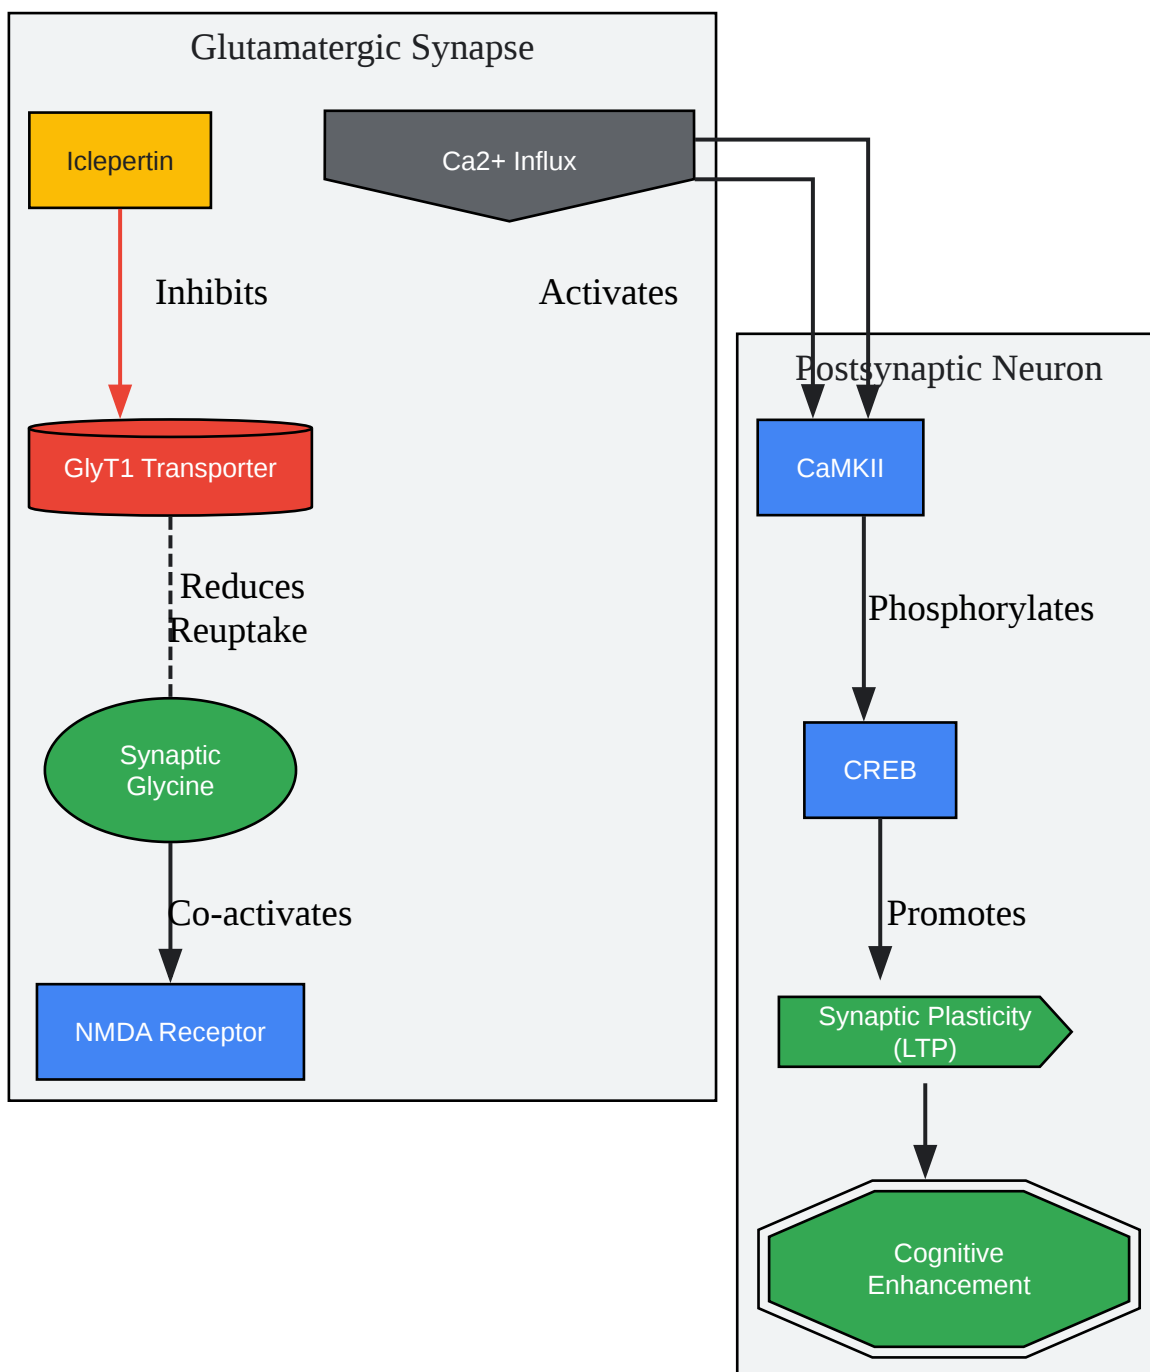 Glutamatergic Synapse
Iclepertin
Ca2+ Influx
Inhibits
Activates
Postsynaptic Neuron
GlyT1 Transporter
CaMKII
Reduces
Reuptake
Phosphorylates
Synaptic
Glycine
CREB
Co-activates
Promotes
NMDA Receptor
Synaptic Plasticity
(LTP)
Cognitive
Enhancement